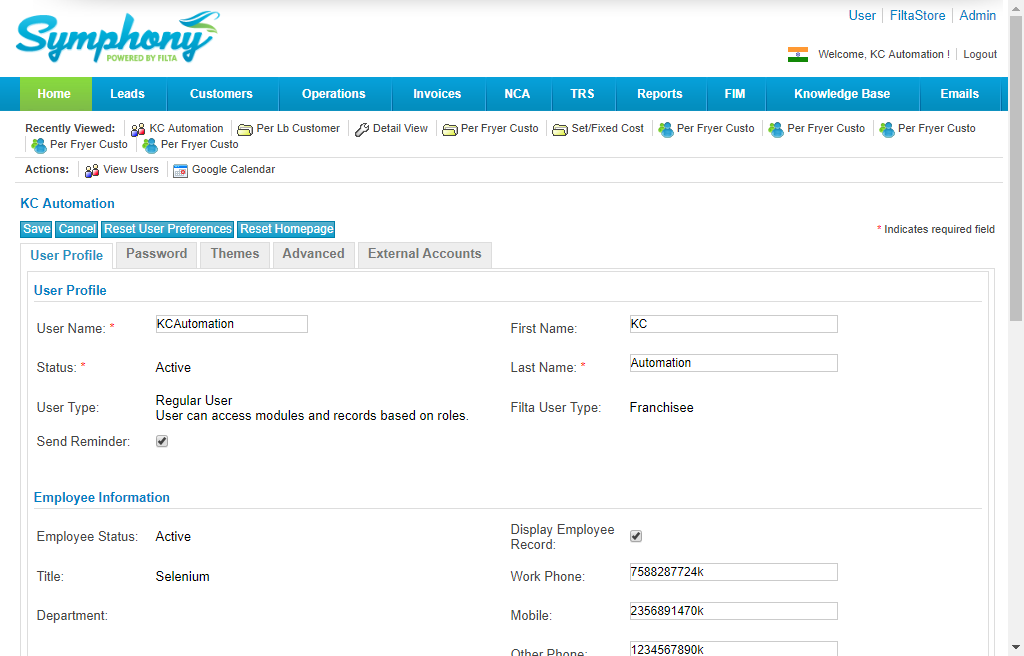 User FiltaStore Admin
Symphony
POWERED BY FILTA
Welcome, KC Automation ! Logout
Home Leads Customers Operations Invoices NCA TRS Reports FIM Knowledge Base Emails
Recently Viewed: KC Automation Per Lb Customer Detail View Per Fryer Custo Set/Fixed Cost Per Fryer Custo Per Fryer Custo Per Fryer Custo
Per Fryer Custo Per Fryer Custo
Actions: View Users Google Calendar
KC Automation
Save Cancel Reset User Preferences Reset Homepage
* Indicates required field
User Profile Password Themes Advanced External Accounts
User Profile
User Name: * KCAutomation First Name: KC
Status: * Active Last Name: * Automation
User Type: Regular User
User can access modules and records based on roles.
Filta User Type: Franchisee
Send Reminder:
Employee Information
Employee Status: Active Display Employee
Record:
Title: Selenium Work Phone: 7588287724k
Department: Mobile: 2356891470k
Other Phone: 1234567890k